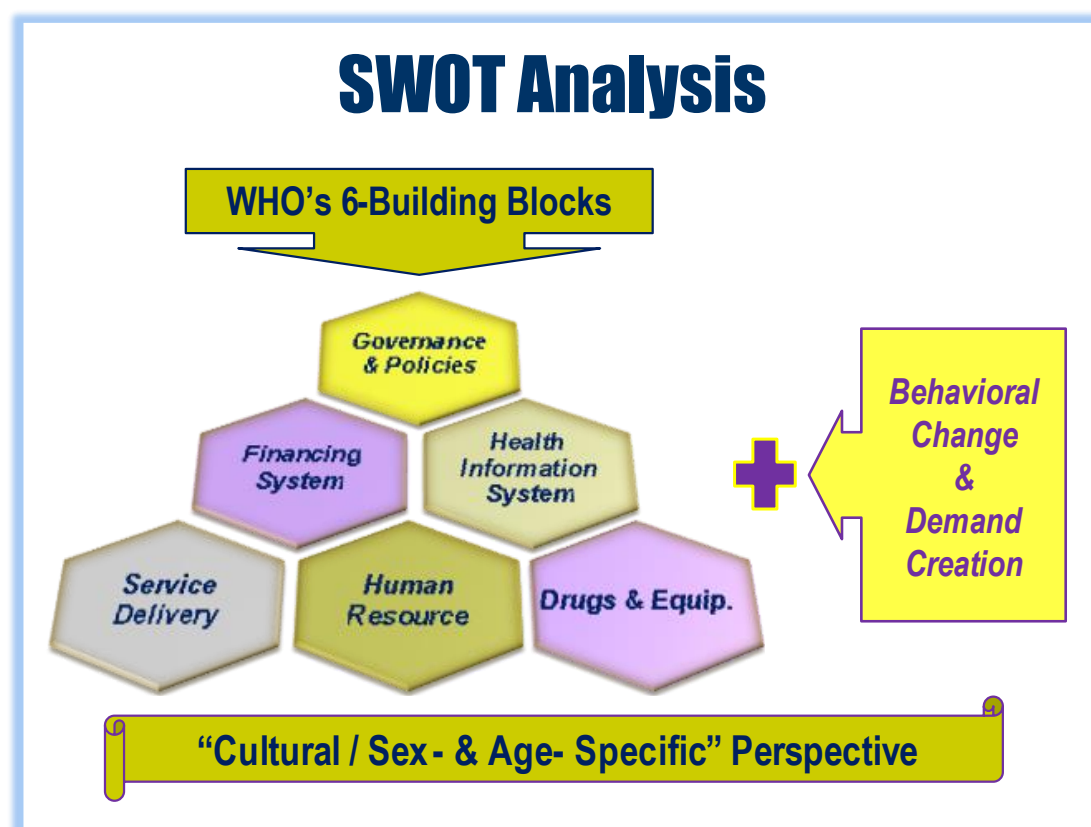 SWOT Analysis
WHO’s 6-Building Blocks
Governance
& Policies
Financing
System
Health
Information
System
Service
Delivery
Human
Resource
Drugs & Equip.
Behavioral
Change
&
Demand
Creation
“Cultural / Sex - & Age- Specific” Perspective